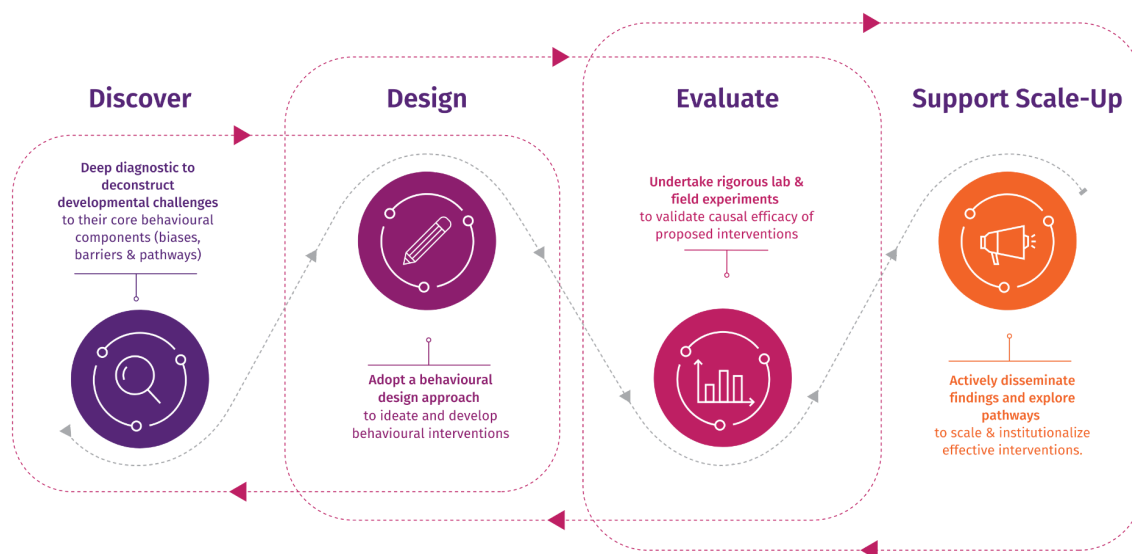 Discover
Deep diagnostic to
deconstruct
developmental challenges
to their core behavioural
components (biases,
barriers & pathways)
Design
Adopt a behavioural
design approach
to ideate and develop
behavioural interventions
Evaluate
Undertake rigorous lab &
field experiments
to validate causal efficacy of
proposed interventions
Support Scale-Up
Actively disseminate
findings and explore
pathways
to scale & institutionalize
effective interventions.